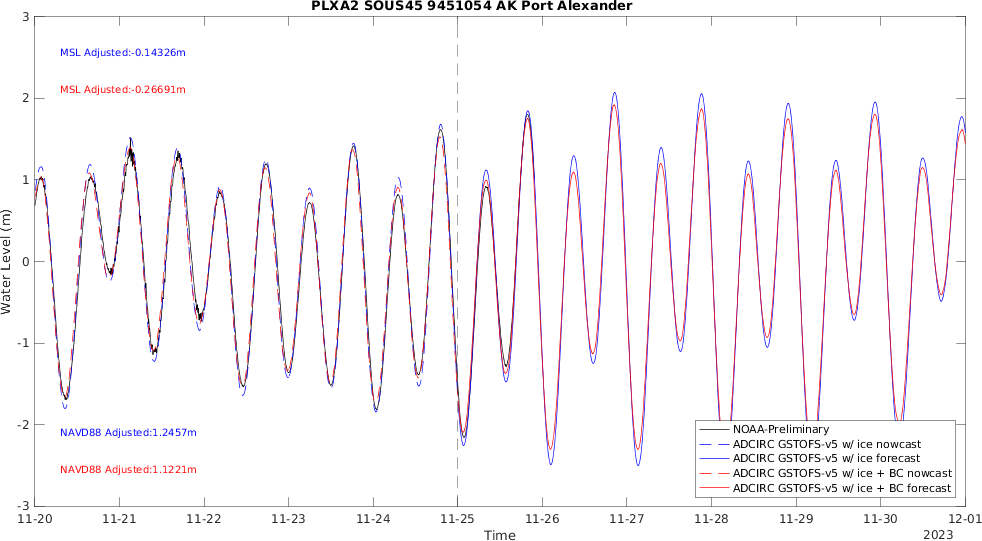 PLXA2 SOUS45 9451054 AK Port Alexander
3
2
1
0
-1
-2
-3
Water Level (m)
MSL Adjusted:-0.14326m
MSL Adjusted:-0.26691m
NAVD88 Adjusted:1.2457m
NAVD88 Adjusted:1.1221m
NOAA-Preliminary
ADCIRC GSTOFS-v5 w/ ice nowcast
ADCIRC GSTOFS-v5 w/ ice forecast
ADCIRC GSTOFS-v5 w/ ice + BC nowcast
ADCIRC GSTOFS-v5 w/ ice + BC forecast
11-20 11-21 11-22 11-23 11-24 11-25 11-26 11-27 11-28 11-29 11-30 12-01
Time
2023